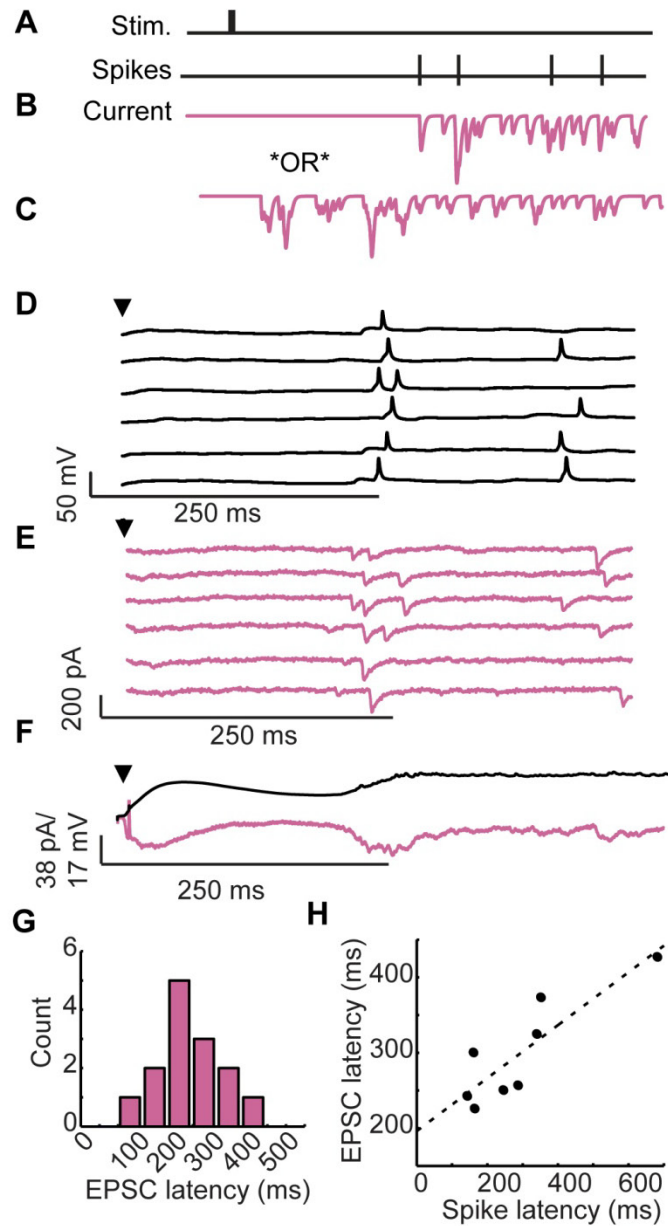 A
Stim.
Spikes
B
Current
*OR*
C
D
50 mV
250 ms
E
200 pA
250 ms
F
38 pA/
17 mV
250 ms
G
6
4
2
0
Count
0 100 200 300 400 500
EPSC latency (ms)
H
400
300
200
EPSC latency (ms)
0 200 400 600
Spike latency (ms)